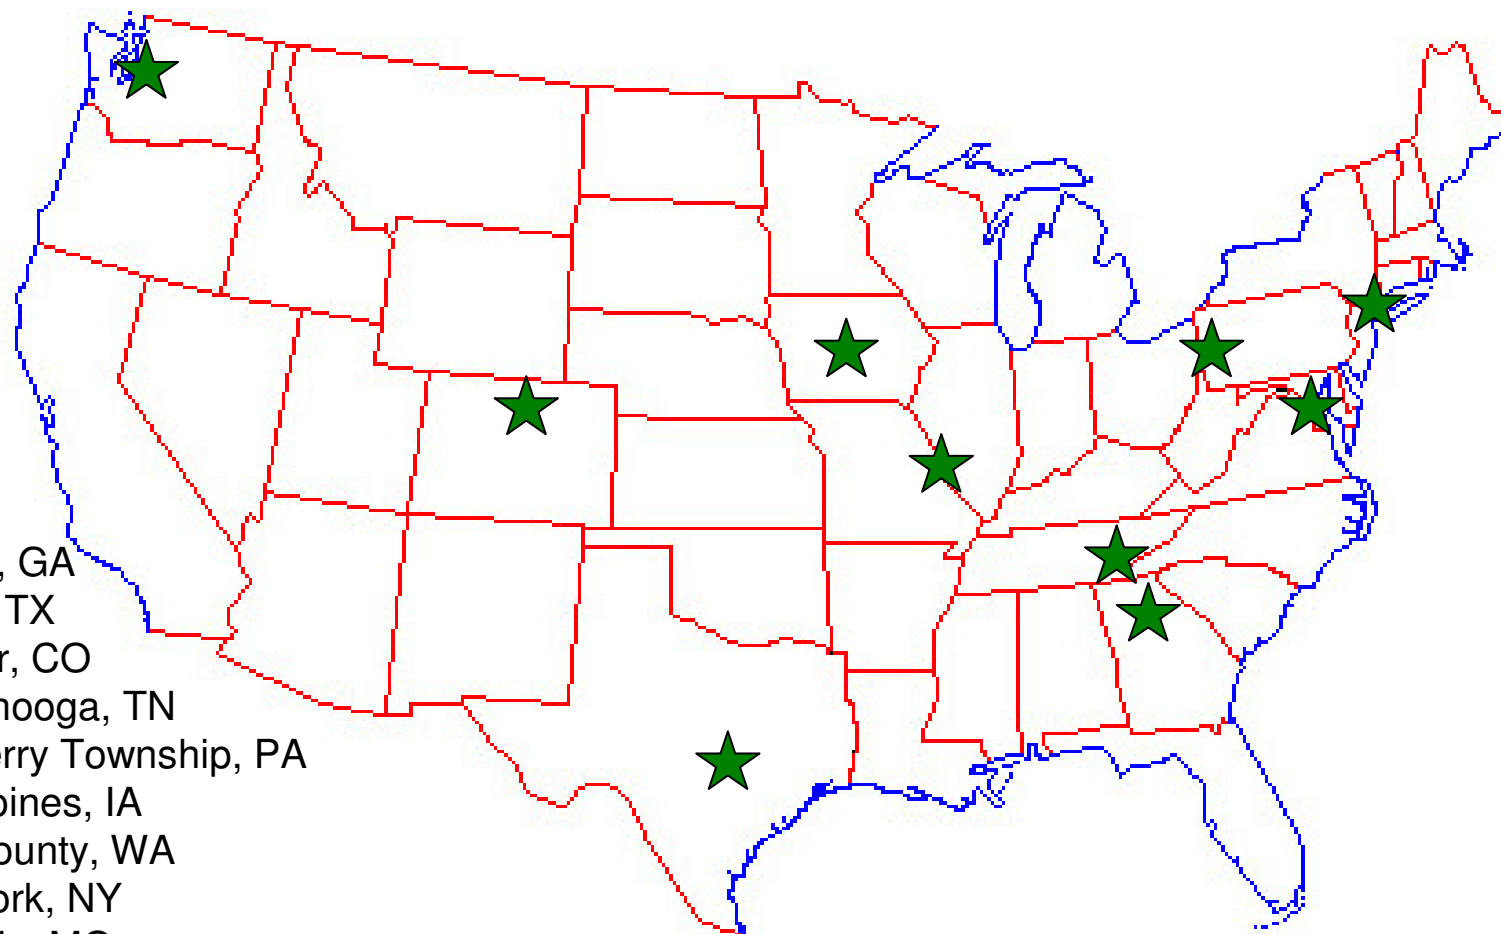 , GA
TX
r, CO
nooga, TN
erry Township, PA
oines, IA
ounty, WA
ork, NY